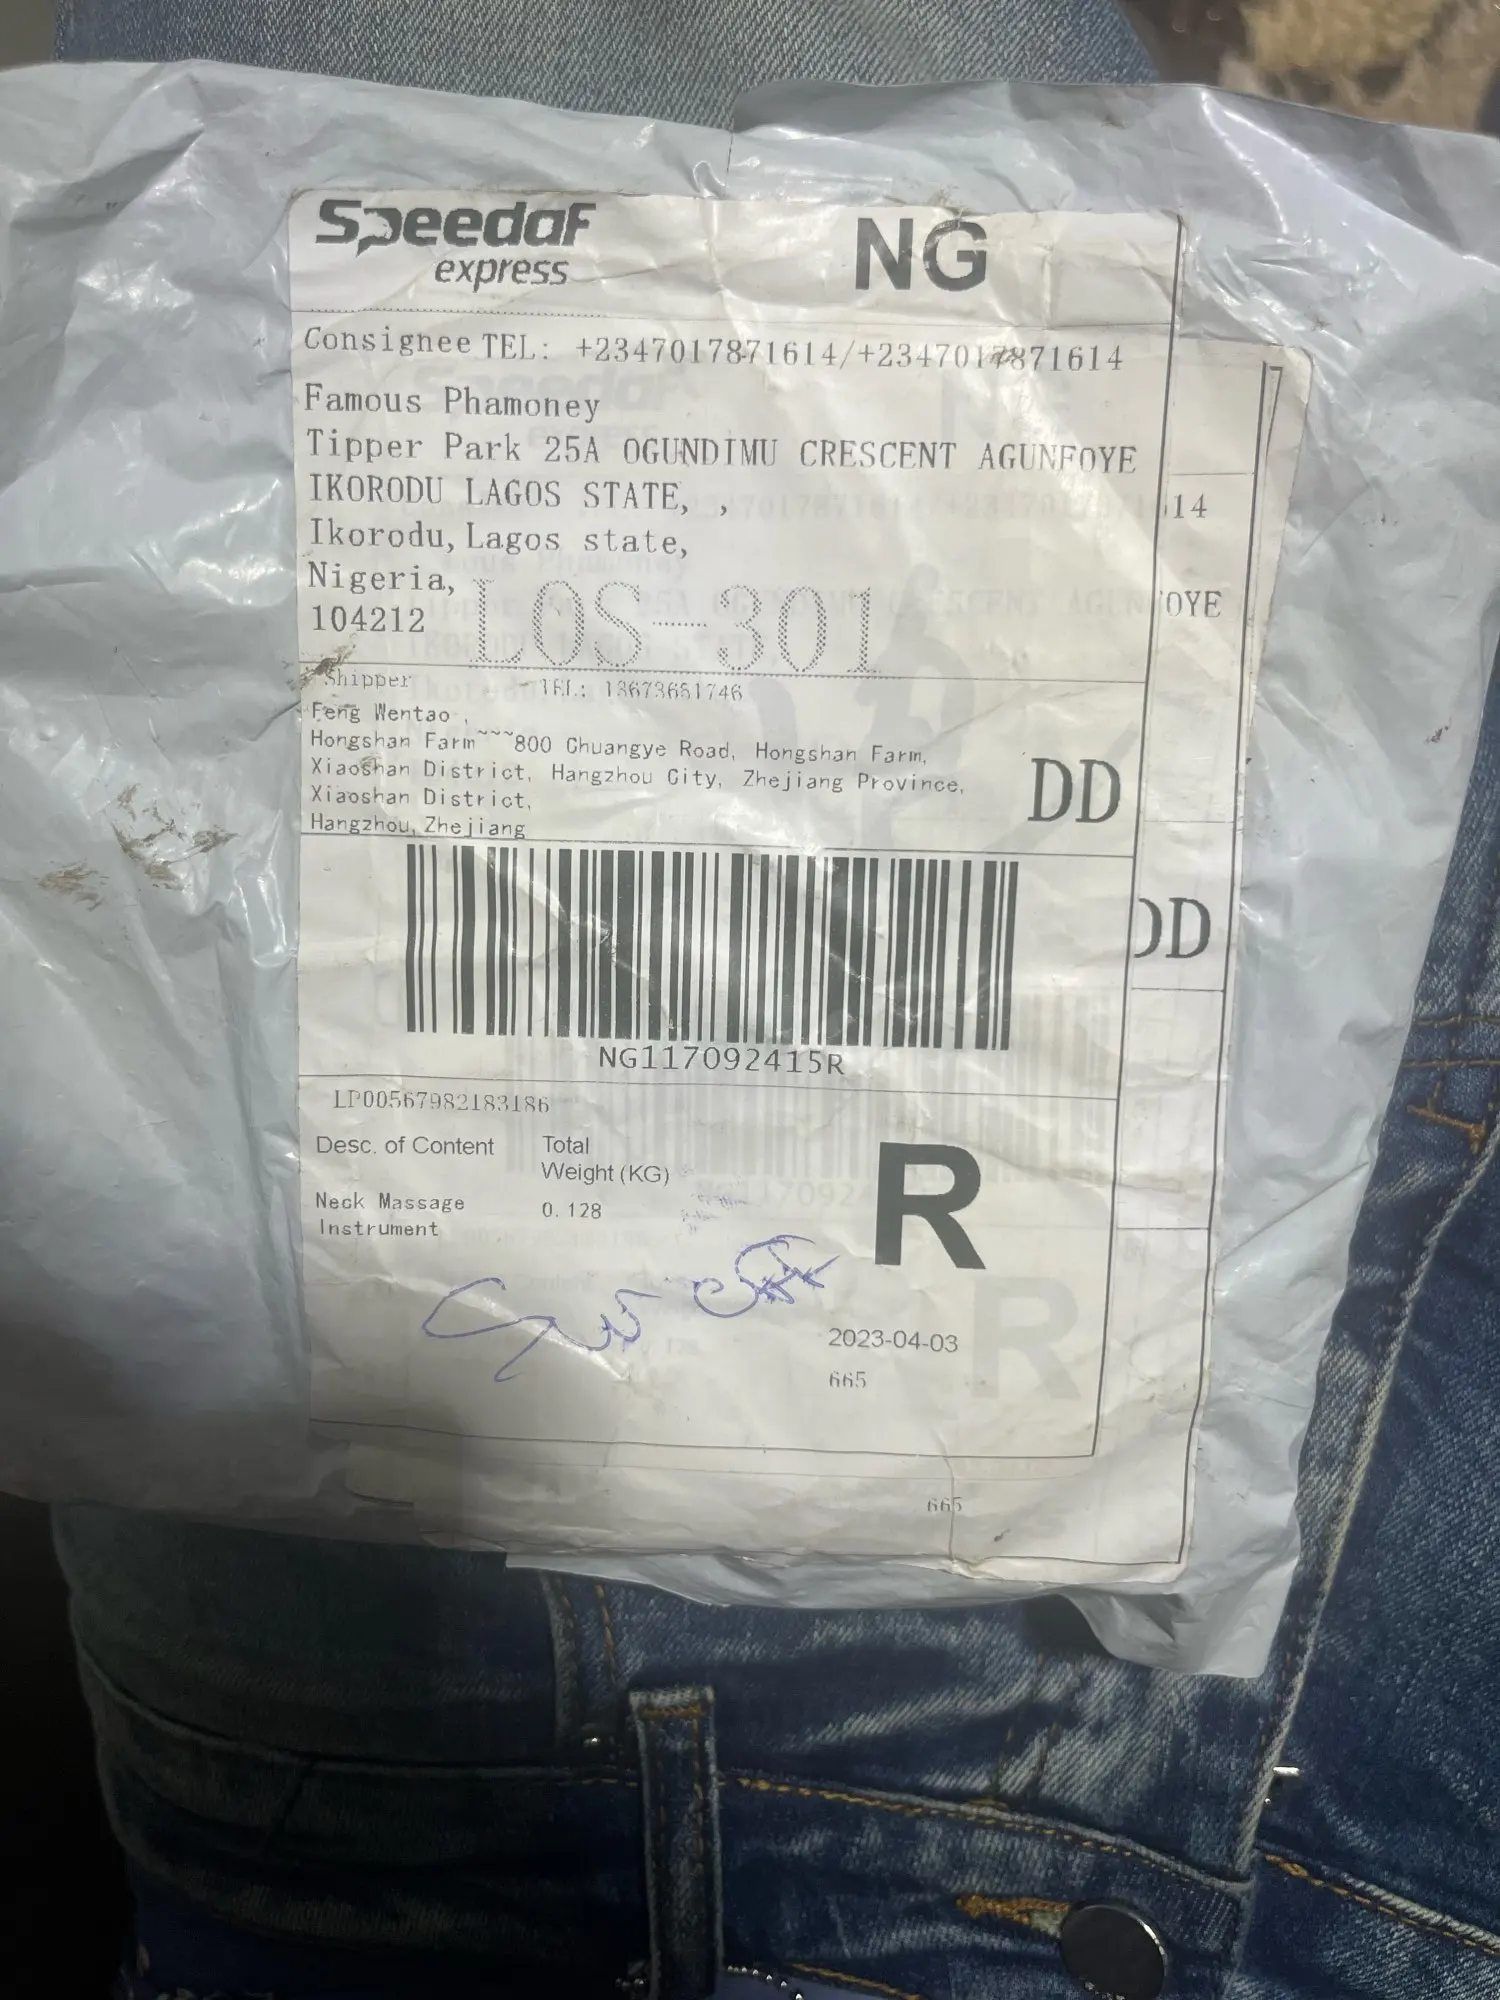 Speedaf
express
NG
Consignee TEL: +2347017871614/+2347017871614
Famous Phamoney
Tipper Park 25A OGUNDIMU CRESCENT AGUNFOYE
IKORODU LAGOS STATE, ,
Ikorodu, Lagos state,
Nigeria,
104212
LOS-301
614
OYE
Shipper TEL: 13673681746
Feng Wentao ,
Hongshan Farm~~~800 Chuangye Road, Hongshan Farm,
Xiaoshan District, Hangzhou City, Zhejiang Province,
Xiaoshan District,
Hangzhou, Zhejiang
DD
DD
NG117092415R
LP00567982183186
Desc. of Content
Total
Weight (KG)
Neck Massage
Instrument
0.128
R
R
2023-04-03
665
665